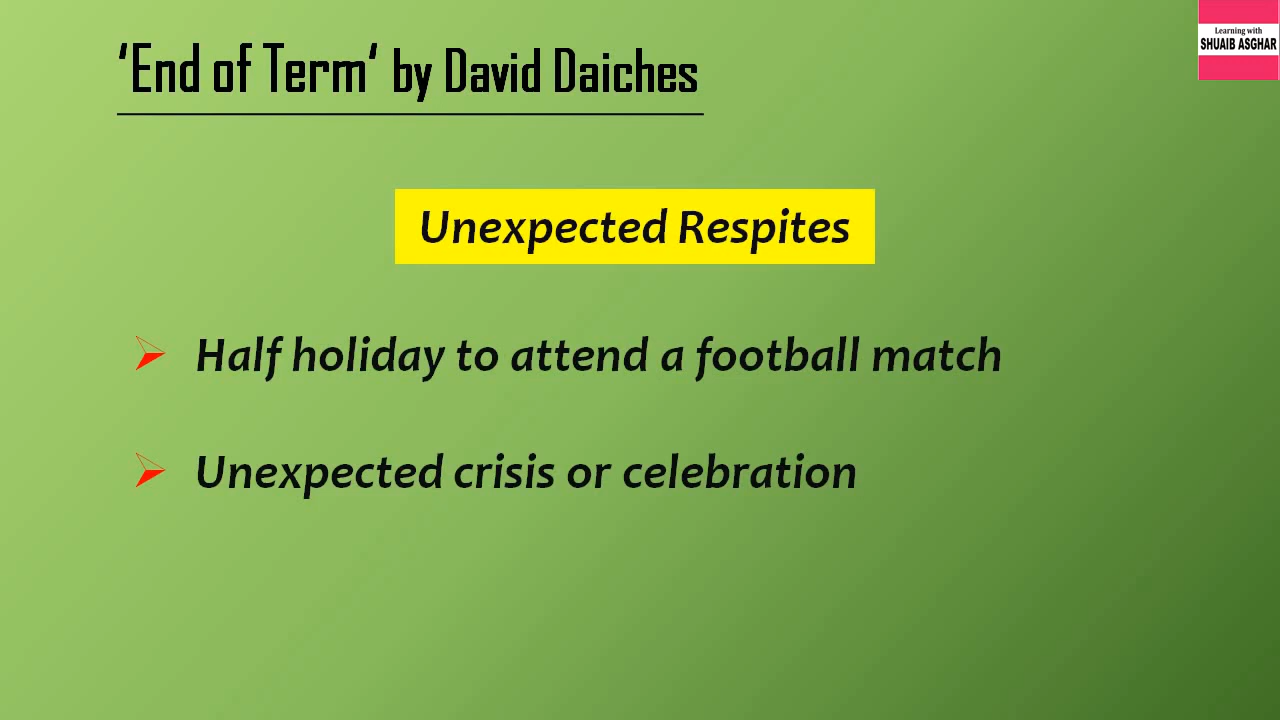 ‘End of Term‘ by David Daiches
Learning with
SHUAIB ASGHAR
Unexpected Respites
Half holiday to attend a football match
Unexpected crisis or celebration